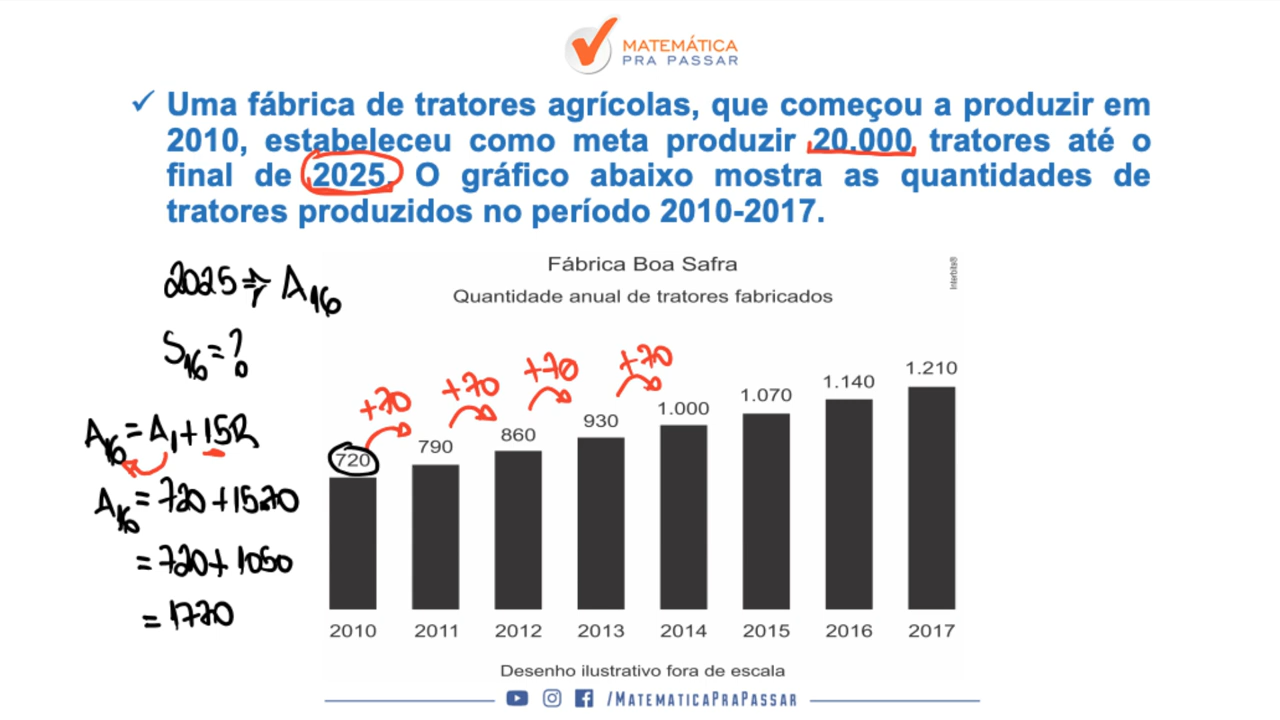 MATEMÁTICA
PRA PASSAR
✓ Uma fábrica de tratores agrícolas, que começou a produzir em
2010, estabeleceu como meta produzir 20.000 tratores até o
final de 2025. O gráfico abaixo mostra as quantidades de
tratores produzidos no período 2010-2017.
Fábrica Boa Safra
Quantidade anual de tratores fabricados
Interbits®
2025 ⇒ A16
S16 = ?
A16 = A1 + 15R
A16 = 720 + 15.70
= 720 + 1050
= 1770
+70 +70 +70 +70
720 790 860 930 1.000 1.070 1.140 1.210
2010 2011 2012 2013 2014 2015 2016 2017
Desenho ilustrativo fora de escala
/MATEMATICAPRAPASSAR